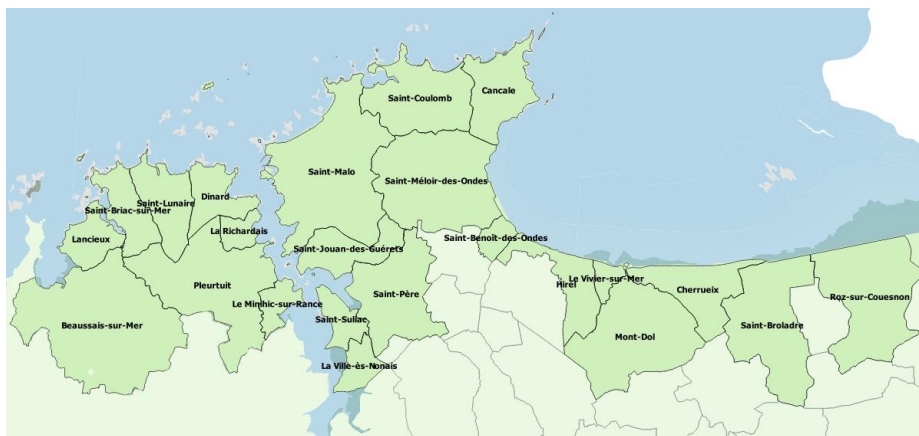 Cancale
Saint-Coulomb
Saint-Malo
Saint-Méloir-des-Ondes
Dinard
Saint-Lunaire
Saint-Briac-sur-Mer
La Richardais
Lancieux
Saint-Jouan-des-Guérets
Saint-Benoît-des-Ondes
Le Vivier-sur-Mer
Hirel
Cherrueix
Pleurtuit
Saint-Père
Roz-sur-Couesnon
Le Minihic-sur-Rance
Saint-Suliac
Beaussais-sur-Mer
Saint-Broladre
Mont-Dol
La Ville-ès-Nonais